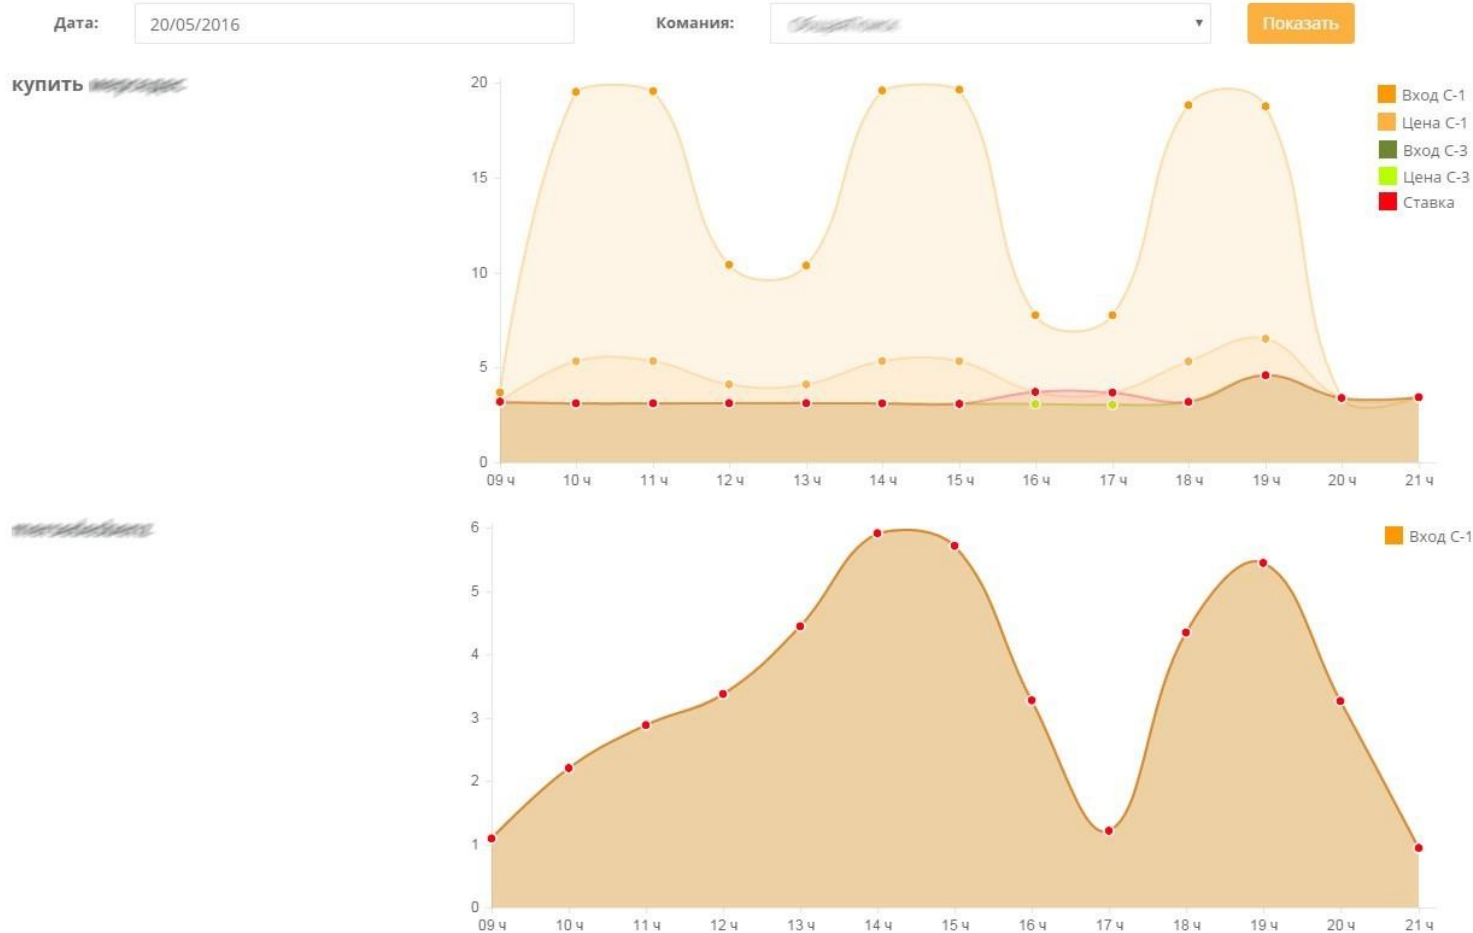 Дата: 20/05/2016 Комания: Показать
купить
20
15
10
5
0
09 ч 10 ч 11 ч 12 ч 13 ч 14 ч 15 ч 16 ч 17 ч 18 ч 19 ч 20 ч 21 ч
Вход С-1
Цена С-1
Вход С-3
Цена С-3
Ставка
6
5
4
3
2
1
0
09 ч 10 ч 11 ч 12 ч 13 ч 14 ч 15 ч 16 ч 17 ч 18 ч 19 ч 20 ч 21 ч
Вход С-1